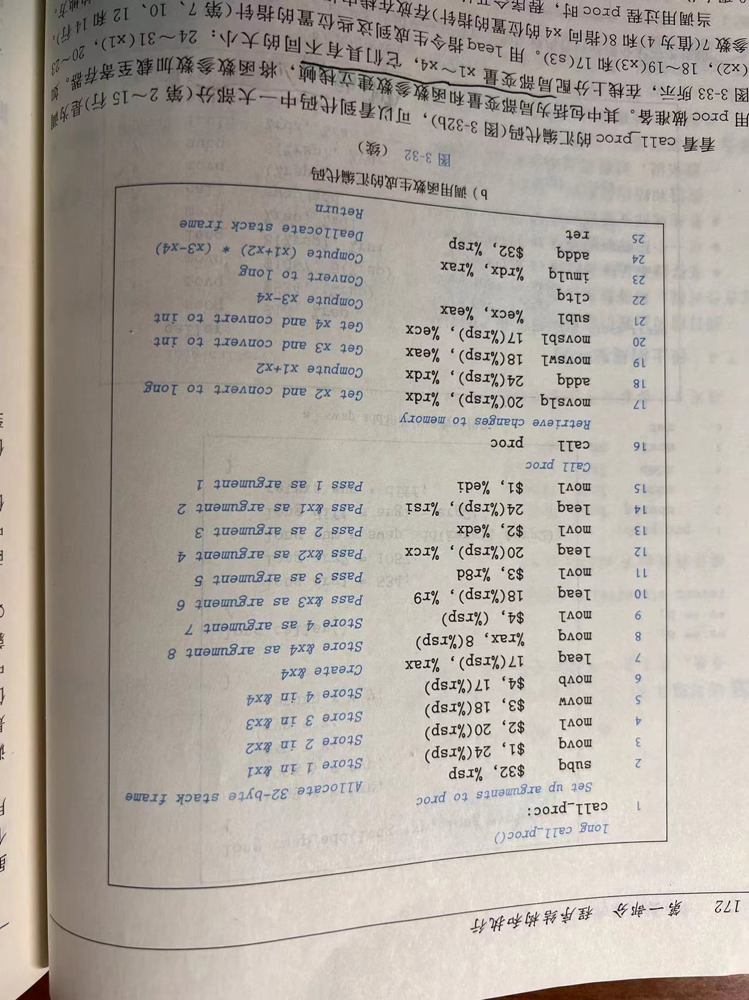 172 第一部分 程序结构和执行
long call_proc()
1 call_proc:
Set up arguments to proc
2 subq $32, %rsp Allocate 32-byte stack frame
3 movq $1, 24(%rsp) Store 1 in &x1
4 movl $2, 20(%rsp) Store 2 in &x2
5 movw $3, 18(%rsp) Store 3 in &x3
6 movb $4, 17(%rsp) Store 4 in &x4
7 leaq 17(%rsp), %rax Create &x4
8 movq %rax, 8(%rsp) Store &x4 as argument 8
9 movl $4, (%rsp) Store 4 as argument 7
10 leaq 18(%rsp), %r9 Pass &x3 as argument 6
11 movl $3, %r8d Pass 3 as argument 5
12 leaq 20(%rsp), %rcx Pass &x2 as argument 4
13 movl $2, %edx Pass 2 as argument 3
14 leaq 24(%rsp), %rsi Pass &x1 as argument 2
15 movl $1, %edi Pass 1 as argument 1
Call proc
16 call proc
Retrieve changes to memory
17 movslq 20(%rsp), %rdx Get x2 and convert to long
18 addq 24(%rsp), %rdx Compute x1+x2
19 movswl 18(%rsp), %eax Get x3 and convert to int
20 movsbl 17(%rsp), %ecx Get x4 and convert to int
21 subl %ecx, %eax Compute x3-x4
22 cltq Convert to long
23 imulq %rdx, %rax Compute (x1+x2) * (x3-x4)
24 addq $32, %rsp Deallocate stack frame
25 ret Return
b) 调用函数生成的汇编代码
图 3-32 (续)
看看 call_proc 的汇编代码(图 3-32b)，可以看到代码中一大部分(第 2～15 行)是为调
用 proc 做准备。其中包括为局部变量和函数参数建立栈帧，将函数参数加载至寄存器。如
图 3-33 所示，在栈上分配局部变量 x1～x4，它们具有不同的大小：24～31(x1)，20～23
(x2)，18～19(x3)和 17(s3)。用 leaq 指令生成到这些位置的指针(第 7、10、12 和 14 行)。
参数 7(值为 4)和 8(指向 x4 的位置的指针)存放在栈中
当调用过程 proc 时，程序会开始